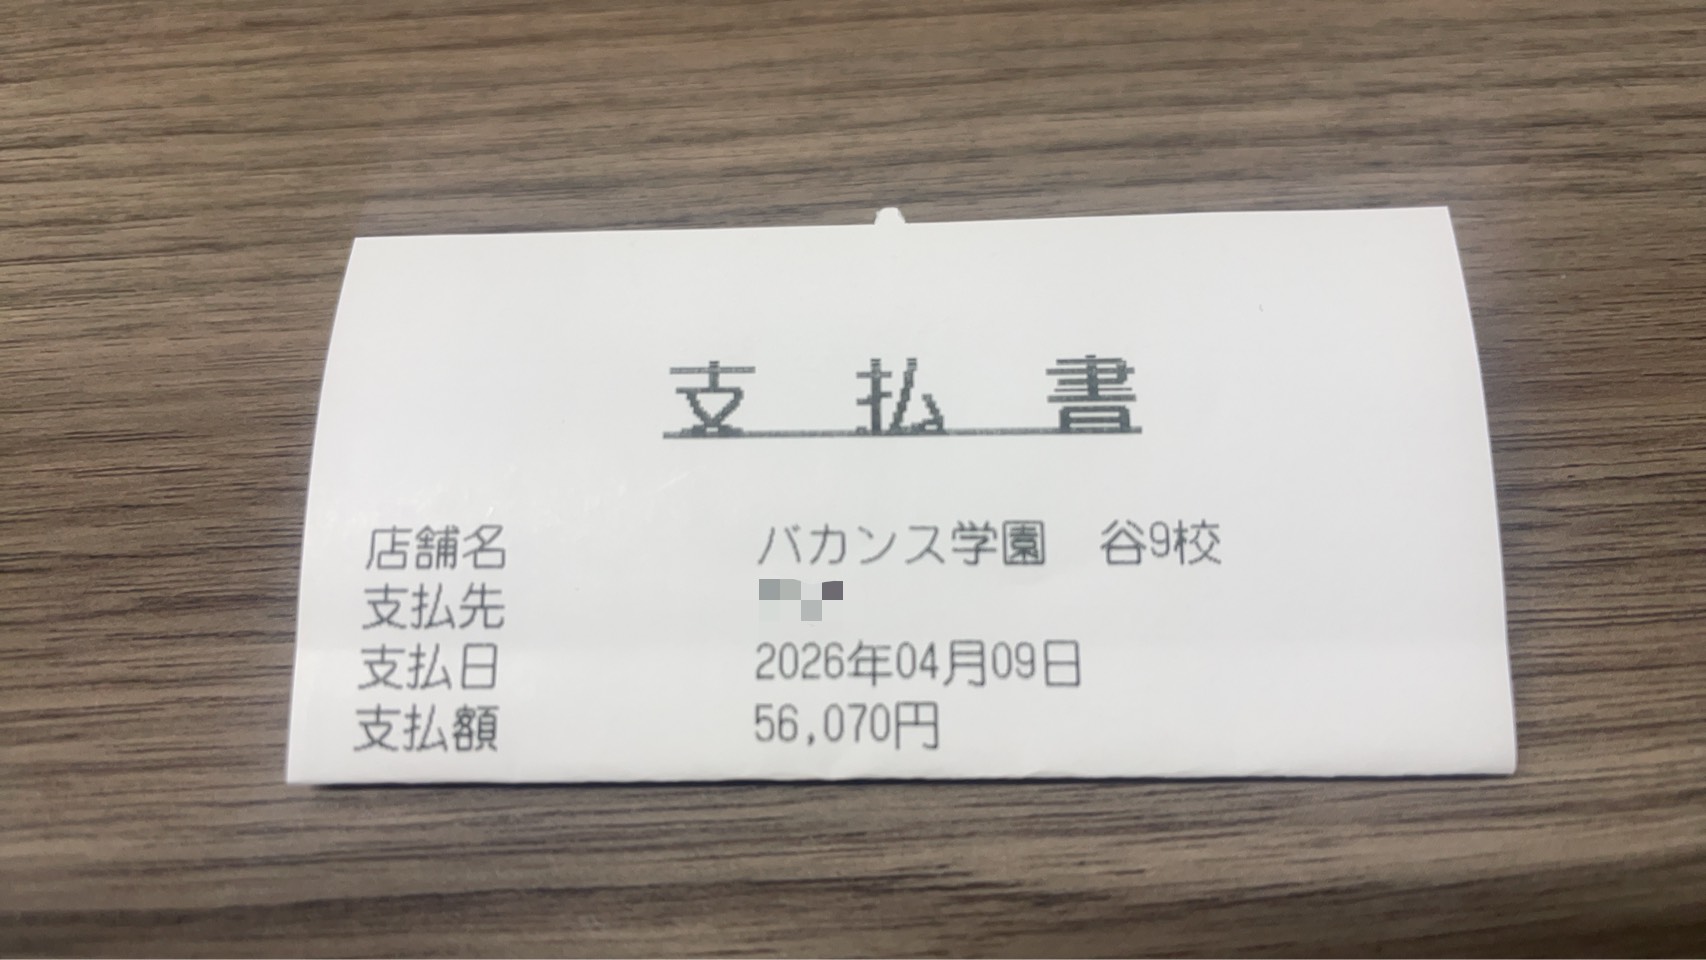 支払書
店舗名 バカンス学園 谷9校
支払先
支払日 2026年04月09日
支払額 56,070円